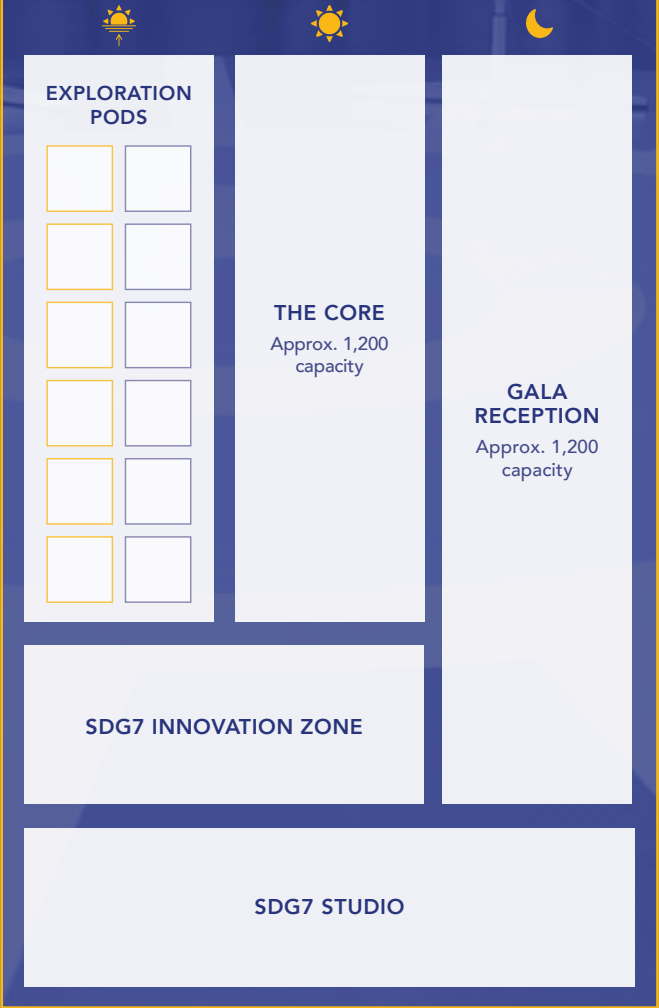 EXPLORATION
PODS
THE CORE
Approx. 1,200
capacity
GALA
RECEPTION
Approx. 1,200
capacity
SDG7 INNOVATION ZONE
SDG7 STUDIO